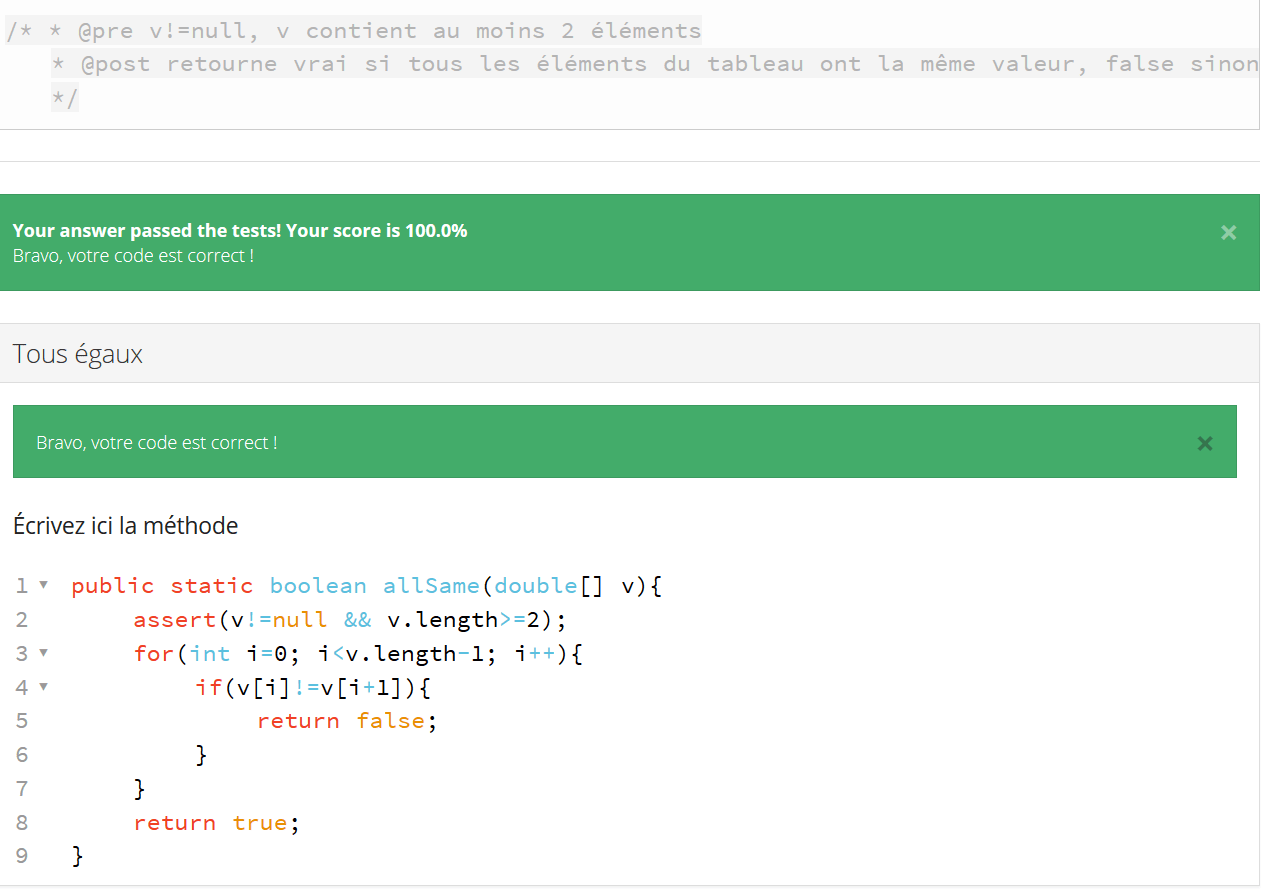 /* * @pre v!=null, v contient au moins 2 éléments
* @post retourne vrai si tous les éléments du tableau ont la même valeur, false sinon
*/
Your answer passed the tests! Your score is 100.0%
×
Bravo, votre code est correct !
Tous égaux
Bravo, votre code est correct !
×
Écrivez ici la méthode
1 public static boolean allSame(double[] v){
2 assert(v!=null && v.length>=2);
3 for(int i=0; i<v.length-1; i++){
4 if(v[i]!=v[i+1]){
5 return false;
6 }
7 }
8 return true;
9 }